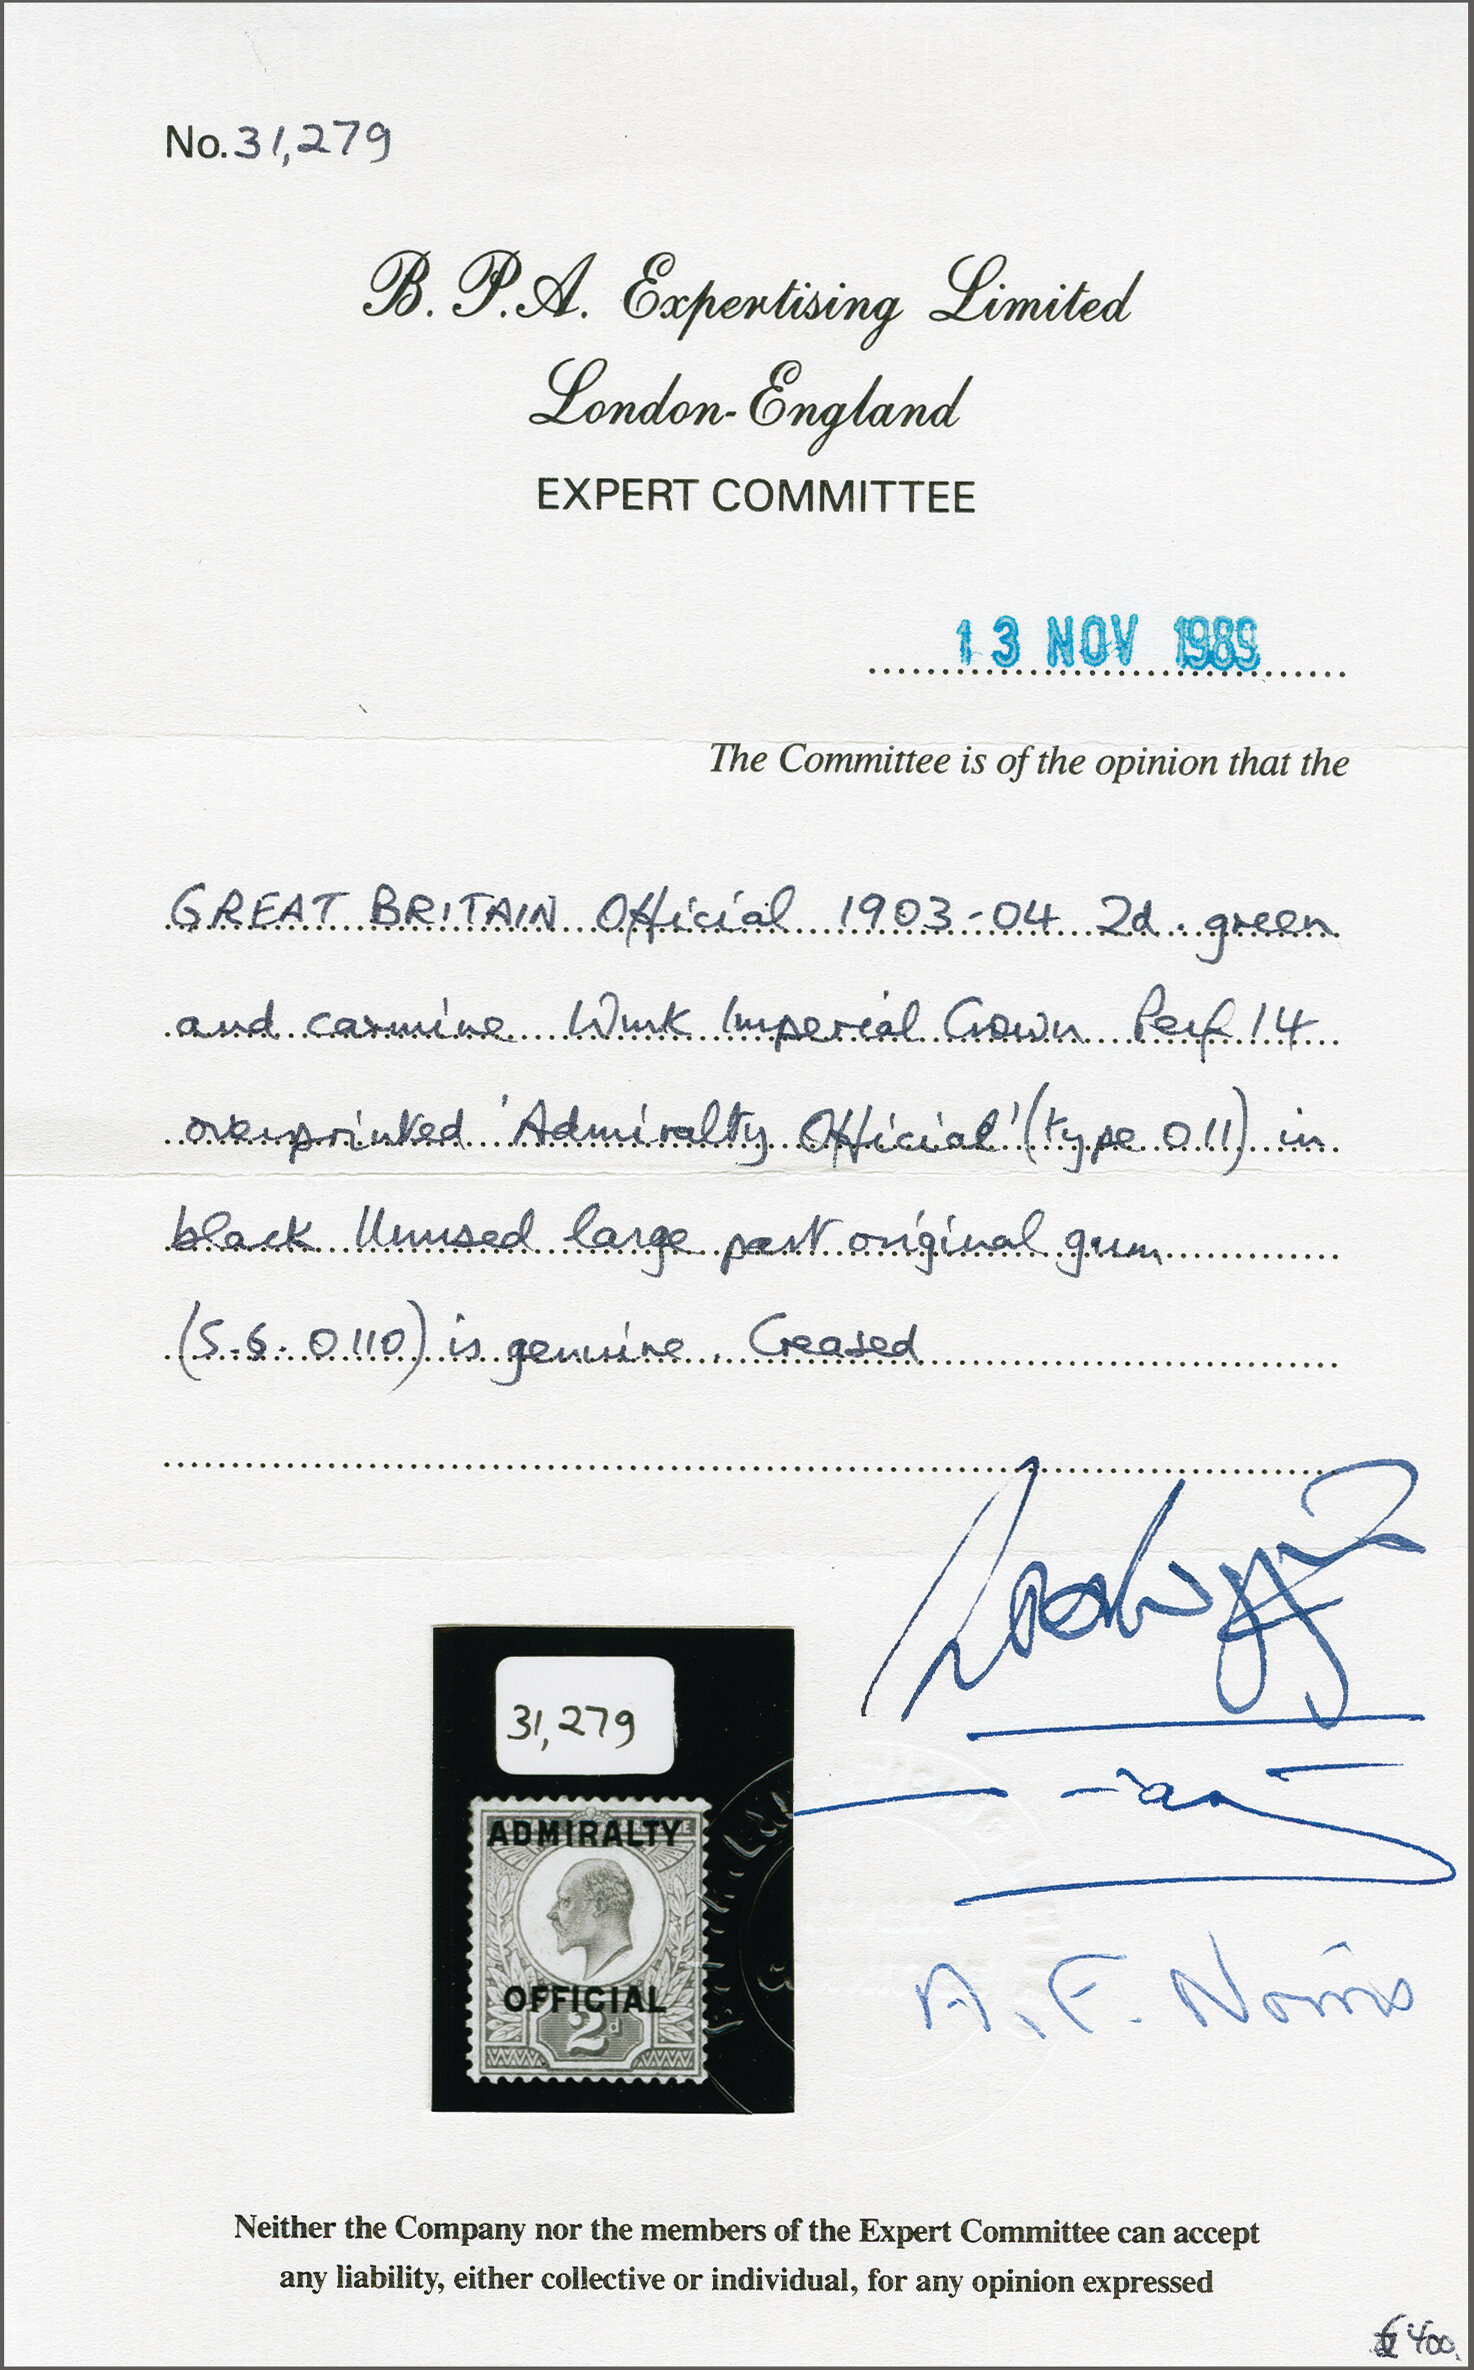 No. 31,279
B. P. A. Expertising Limited
London-England
EXPERT COMMITTEE
13 NOV 1989
The Committee is of the opinion that the
GREAT BRITAIN Official 1903-04 2d. green
and carmine Wmk Imperial Crown Perf 14
overprinted 'Admiralty Official' (type 011) in
black Unused large part original gum
(S.G. 0110) is genuine. Creased
31,279
ADMIRALTY
OFFICIAL
2d
A. F. Norris
Neither the Company nor the members of the Expert Committee can accept
any liability, either collective or individual, for any opinion expressed
£400.